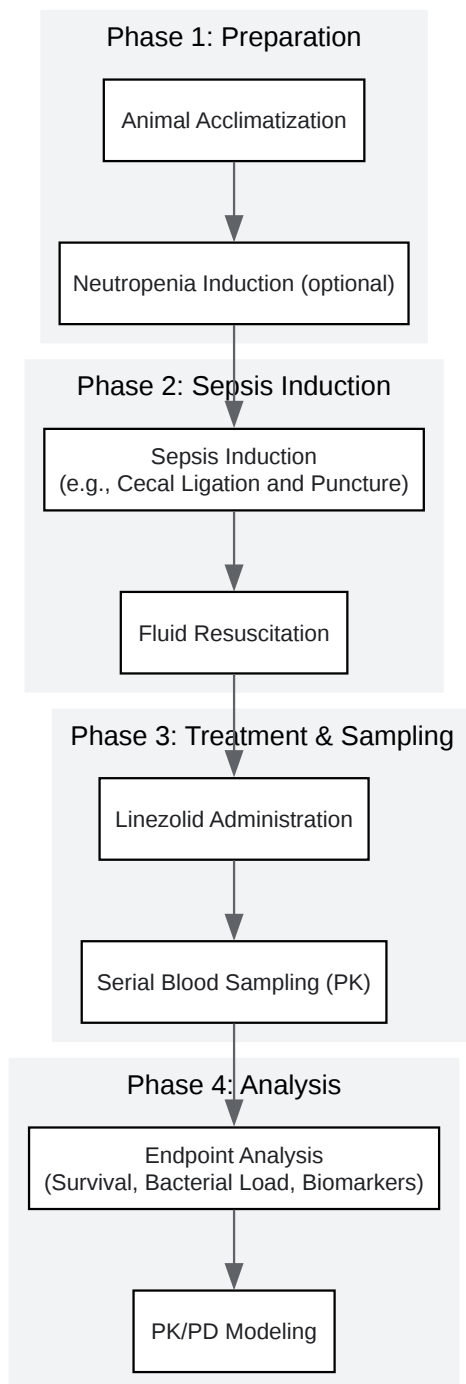 Phase 1: Preparation
Animal Acclimatization
Neutropenia Induction (optional)
Phase 2: Sepsis Induction
Sepsis Induction
(e.g., Cecal Ligation and Puncture)
Fluid Resuscitation
Phase 3: Treatment & Sampling
Linezolid Administration
Serial Blood Sampling (PK)
Phase 4: Analysis
Endpoint Analysis
(Survival, Bacterial Load, Biomarkers)
PK/PD Modeling